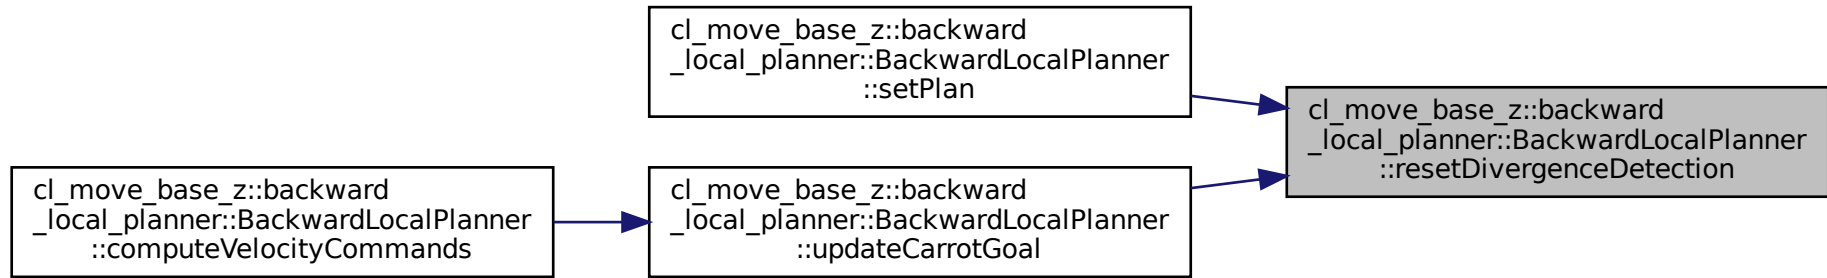 cl_move_base_z::backward
_local_planner::BackwardLocalPlanner
::setPlan
cl_move_base_z::backward
_local_planner::BackwardLocalPlanner
::resetDivergenceDetection
cl_move_base_z::backward
_local_planner::BackwardLocalPlanner
::computeVelocityCommands
cl_move_base_z::backward
_local_planner::BackwardLocalPlanner
::updateCarrotGoal